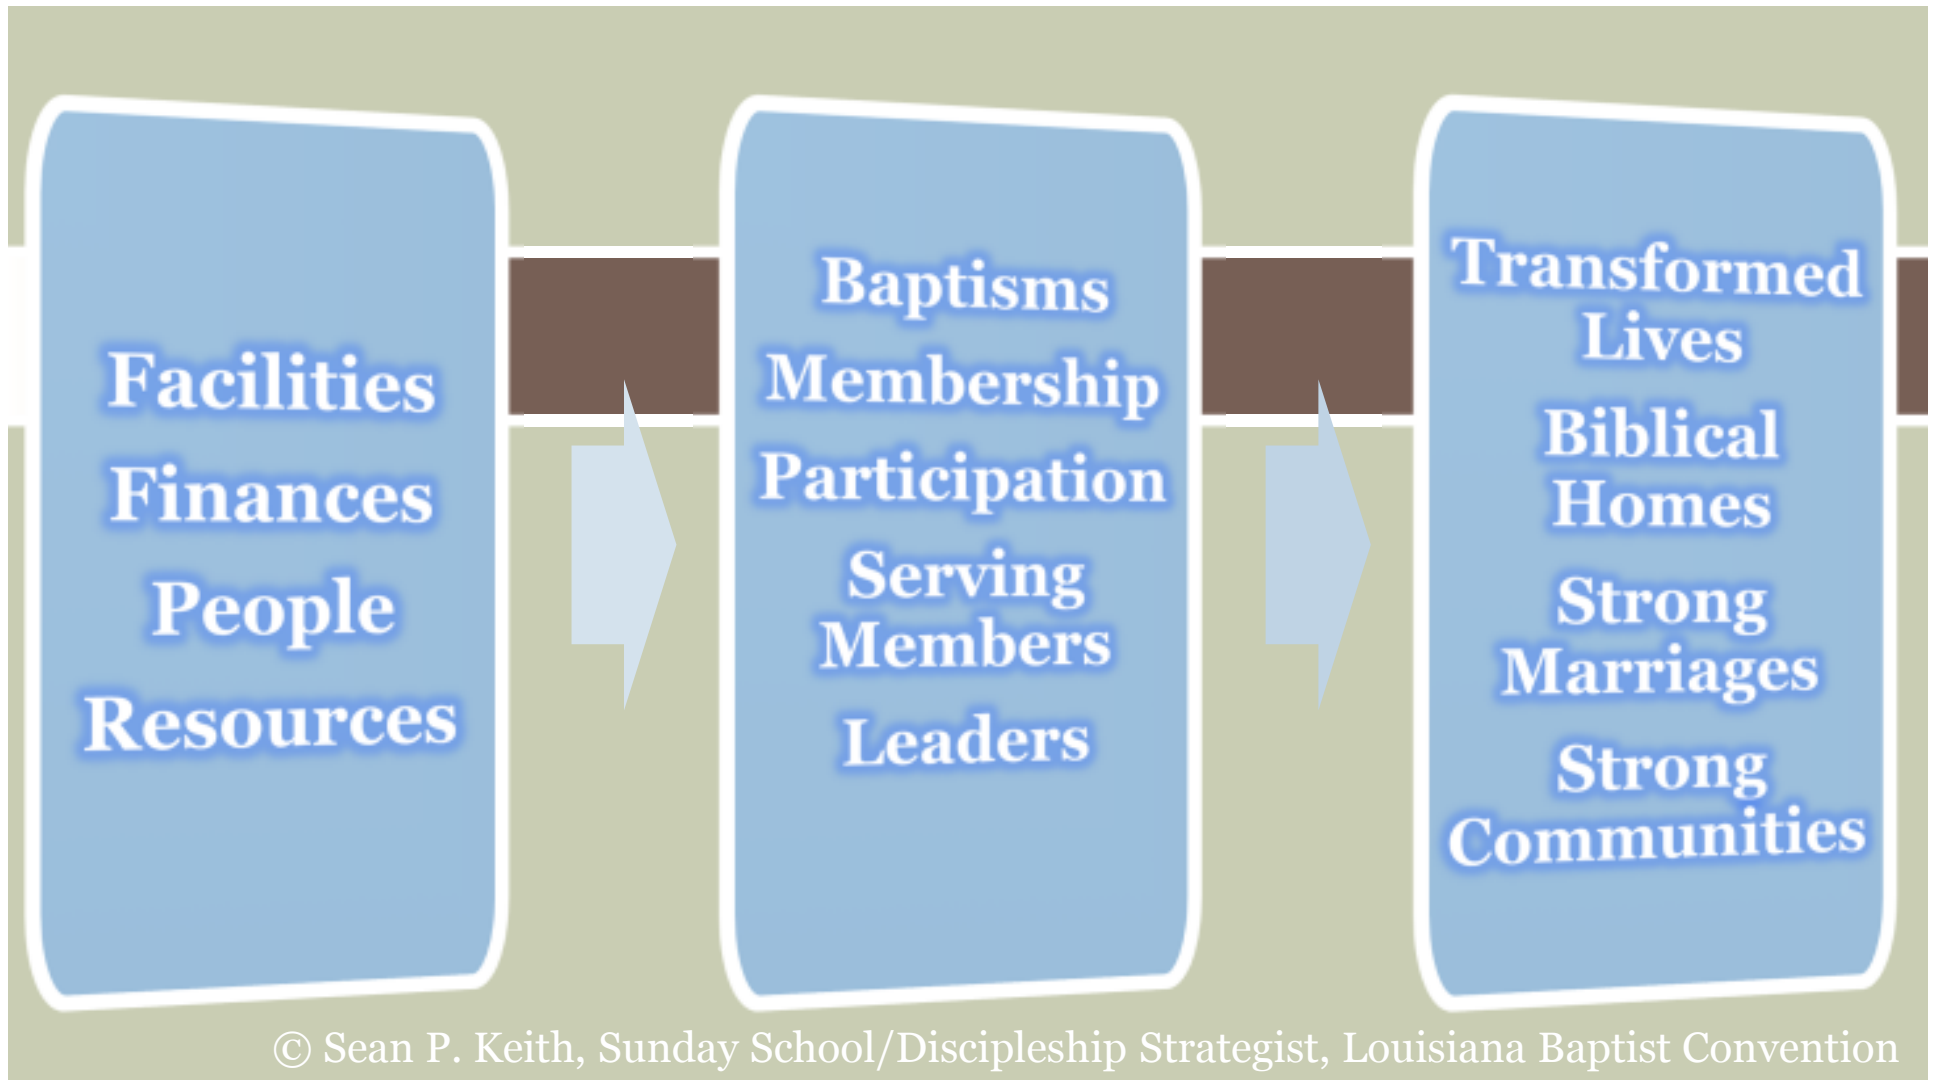 Facilities
Finances
People
Resources
Baptisms
Membership
Participation
Serving
Members
Leaders
Transformed
Lives
Biblical
Homes
Strong
Marriages
Strong
Communities
© Sean P. Keith, Sunday School/Discipleship Strategist, Louisiana Baptist Convention